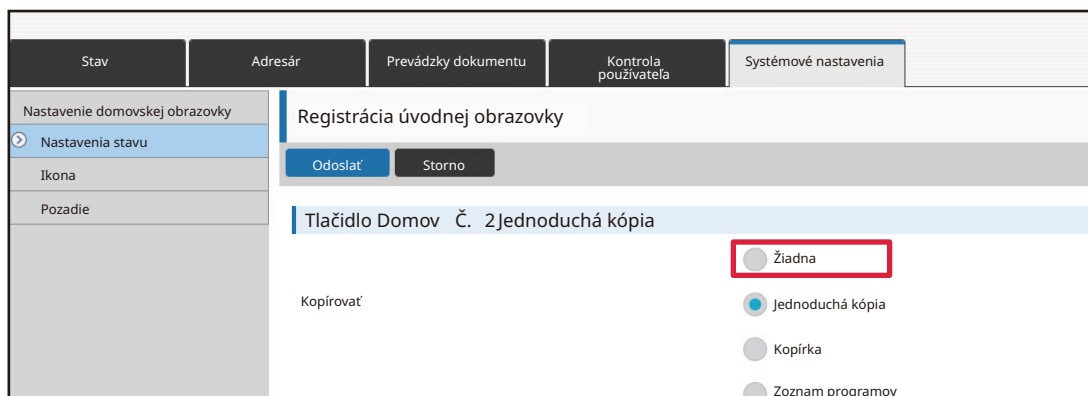 Stav
Adresár
Prevádzky dokumentu
Kontrola
používateľa
Systémové nastavenia
Nastavenie domovskej obrazovky
Nastavenia stavu
Ikona
Pozadie
Registrácia úvodnej obrazovky
Odoslať
Storno
Tlačidlo Domov Č. 2 Jednoduchá kópia
Žiadna
Kopírovať
Jednoduchá kópia
Kopírka
Zoznam programov